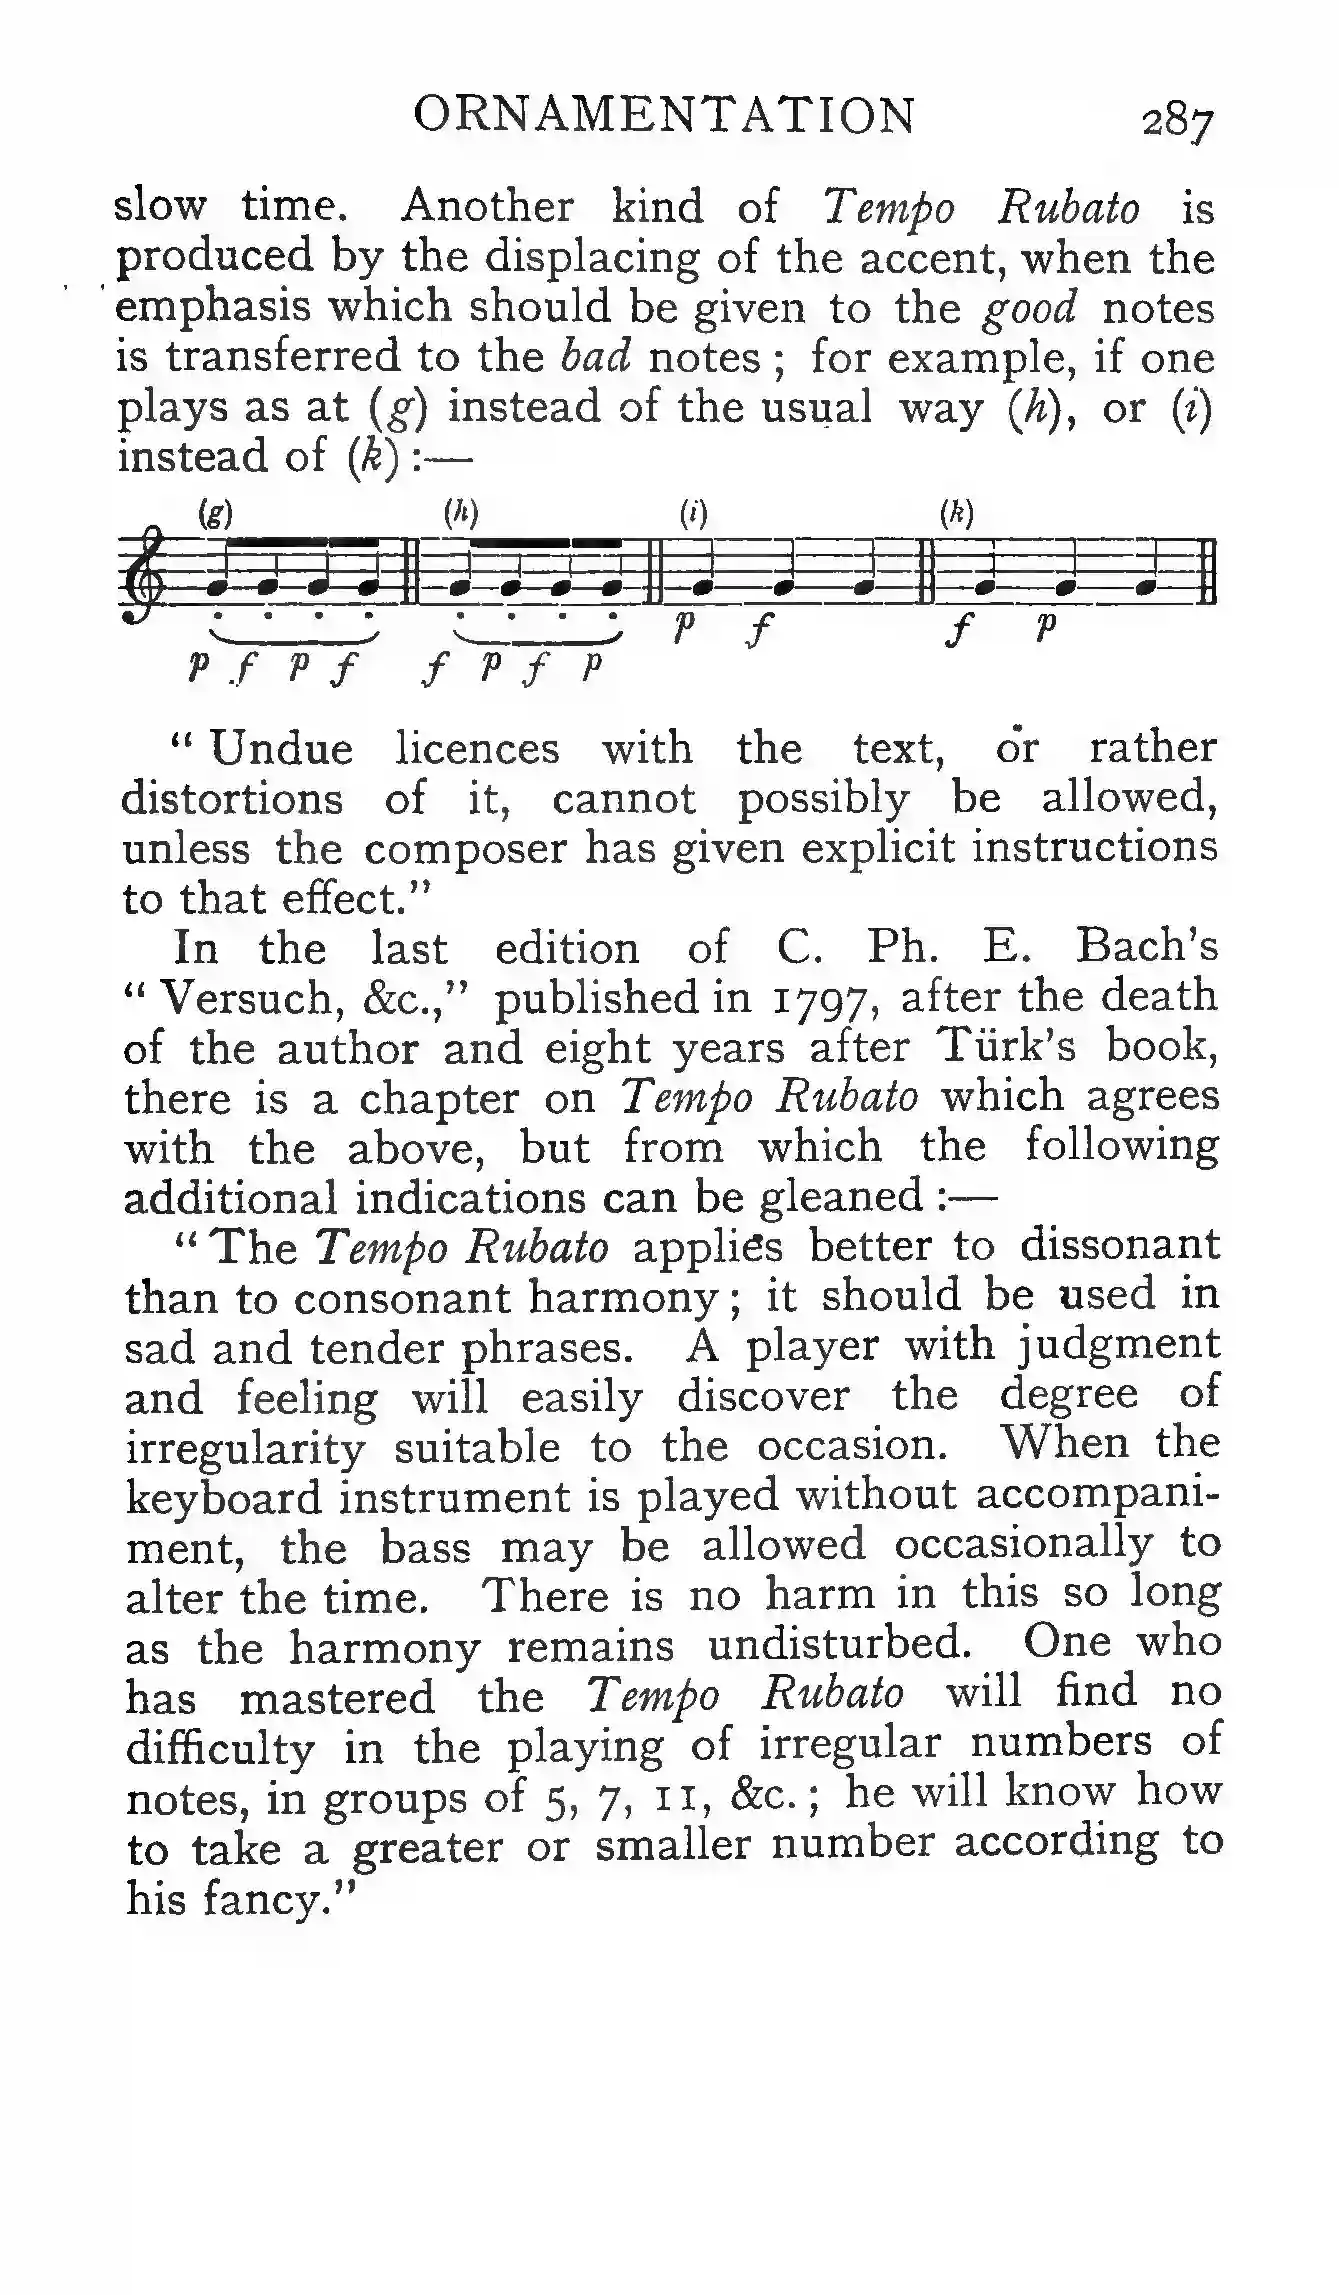 ORNAMENTATION 287
slow time. Another kind of Tempo Rubato is
produced by the displacing of the accent, when the
emphasis which should be given to the good notes
is transferred to the bad notes ; for example, if one
plays as at (g) instead of the usual way (h), or (i)
instead of (k) :—
(g) (h) (i) (k)
p f p f
p f p f f p f p
“ Undue licences with the text, or rather
distortions of it, cannot possibly be allowed,
unless the composer has given explicit instructions
to that effect.”
In the last edition of C. Ph. E. Bach’s
“ Versuch, &c.,” published in 1797, after the death
of the author and eight years after Türk’s book,
there is a chapter on Tempo Rubato which agrees
with the above, but from which the following
additional indications can be gleaned :—
“ The Tempo Rubato applies better to dissonant
than to consonant harmony ; it should be used in
sad and tender phrases. A player with judgment
and feeling will easily discover the degree of
irregularity suitable to the occasion. When the
keyboard instrument is played without accompani-
ment, the bass may be allowed occasionally to
alter the time. There is no harm in this so long
as the harmony remains undisturbed. One who
has mastered the Tempo Rubato will find no
difficulty in the playing of irregular numbers of
notes, in groups of 5, 7, 11, &c. ; he will know how
to take a greater or smaller number according to
his fancy.”